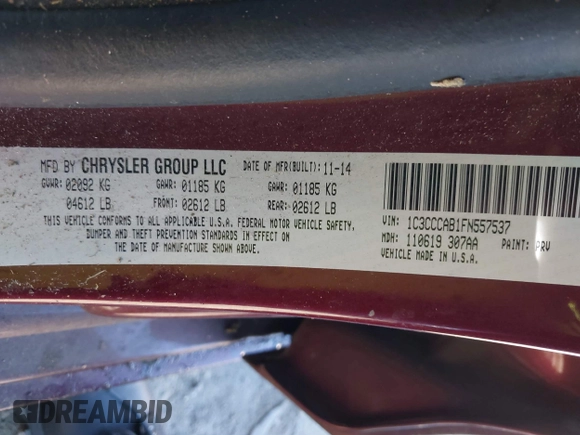 MFD BY CHRYSLER GROUP LLC DATE OF MFR(BUILT): 11-14
GVWR: 02092 KG GAWR: 01185 KG GAWR: 01185 KG
04612 LB FRONT: 02612 LB REAR: 02612 LB
THIS VEHICLE CONFORMS TO ALL APPLICABLE U.S.A. FEDERAL MOTOR VEHICLE SAFETY,
BUMPER AND THEFT PREVENTION STANDARDS IN EFFECT ON
THE DATE OF MANUFACTURE SHOWN ABOVE.
VIN: 1C3CCCAB1FN557537
MDH: 110619 307AA PAINT: PRV
VEHICLE MADE IN U.S.A.
DREAMBID